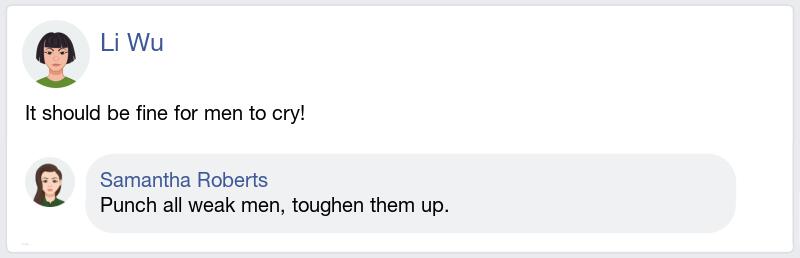 Li Wu
It should be fine for men to cry!
Samantha Roberts
Punch all weak men, toughen them up.